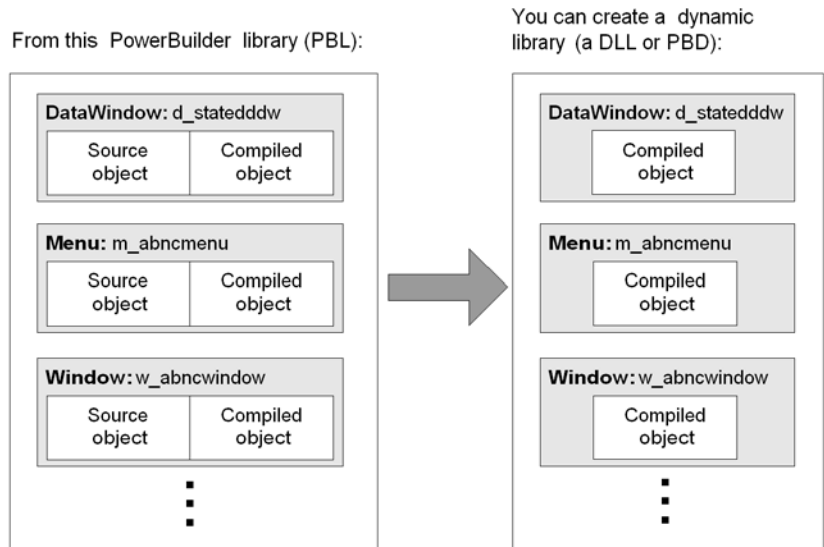 From this PowerBuilder library (PBL):
DataWindow: d_statedddw
Source
object
Compiled
object
Menu: m_abncmenu
Source
object
Compiled
object
Window: w_abncwindow
Source
object
Compiled
object
You can create a dynamic
library (a DLL or PBD):
DataWindow: d_statedddw
Compiled
object
Menu: m_abncmenu
Compiled
object
Window: w_abncwindow
Compiled
object